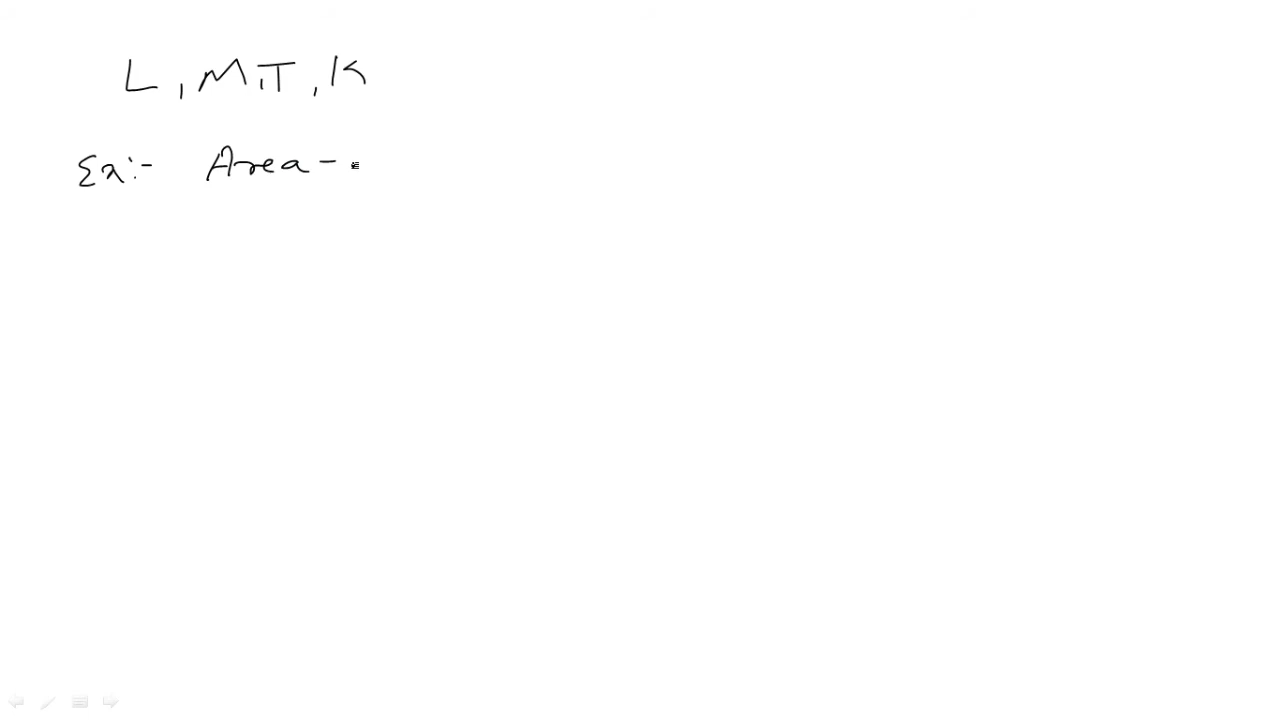 L, M, T, K
Ex:- Area -